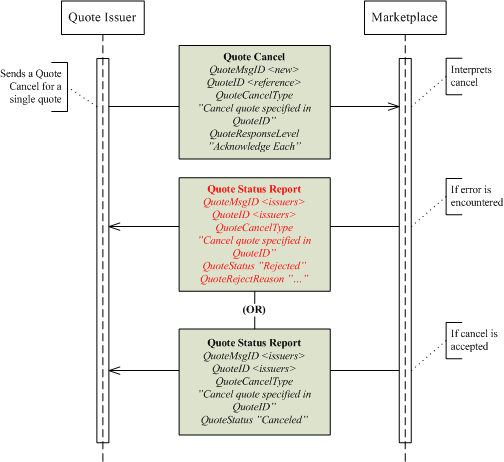 Quote Issuer
Marketplace
Sends a Quote
Cancel for a
single quote
Quote Cancel
QuoteMsgID <new>
QuoteID <reference>
QuoteCancelType
"Cancel quote specified in
QuoteID"
QuoteResponseLevel
"Acknowledge Each"
Interprets
cancel
Quote Status Report
QuoteMsgID <issuers>
QuoteID <issuers>
QuoteCancelType
"Cancel quote specified in
QuoteID"
QuoteStatus "Rejected"
QuoteRejectReason "..."
If error is
encountered
(OR)
Quote Status Report
QuoteMsgID <issuers>
QuoteID <issuers>
QuoteCancelType
"Cancel quote specified in
QuoteID"
QuoteStatus "Canceled"
If cancel is
accepted